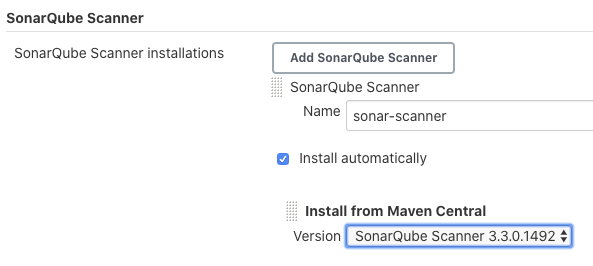 SonarQube Scanner
SonarQube Scanner installations
Add SonarQube Scanner
SonarQube Scanner
Name sonar-scanner
Install automatically
Install from Maven Central
Version SonarQube Scanner 3.3.0.1492